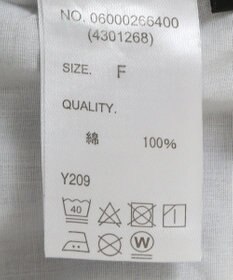 NO. 06000266400
(4301268)
SIZE. F
QUALITY.
綿 100%
Y209
40
W